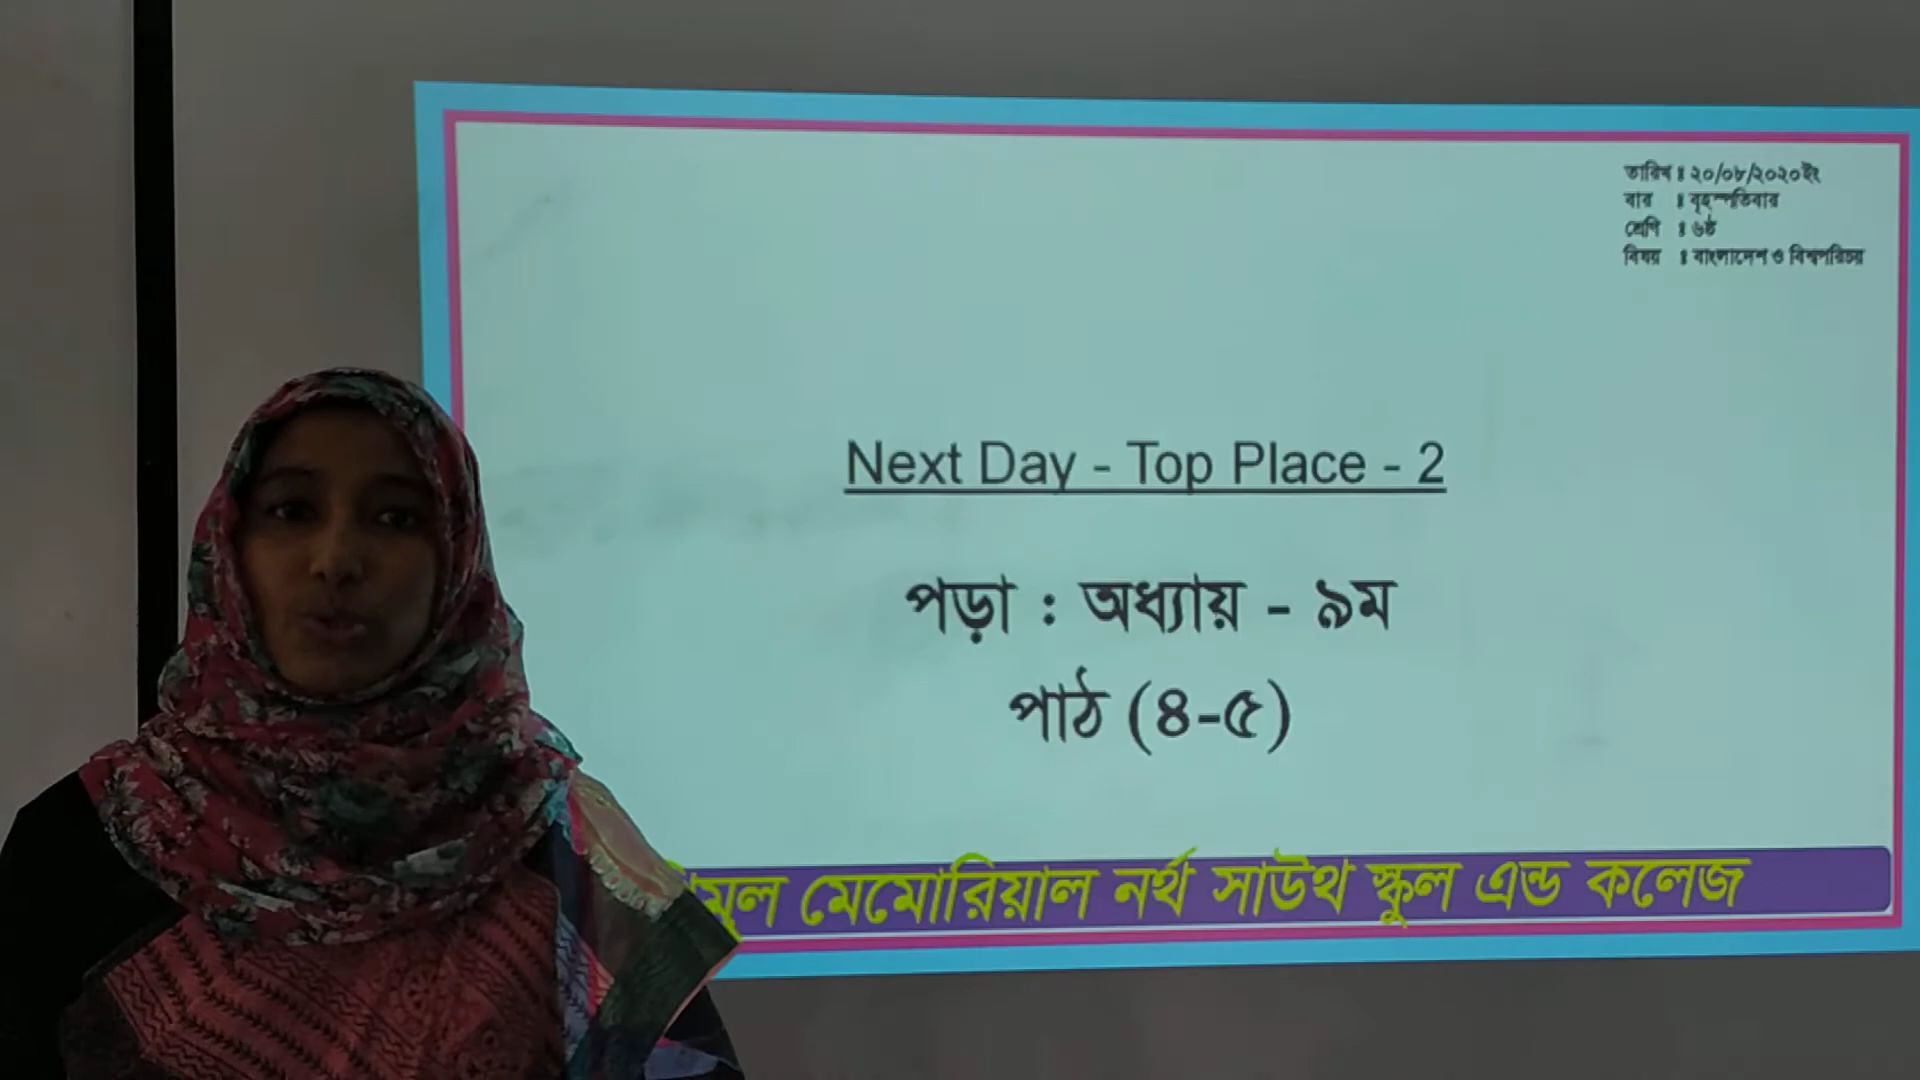 তারিখ ঃ ২০/০৮/২০২০ইং
বার ঃ বৃহস্পতিবার
শ্রেণি ঃ ৬ষ্ঠ
বিষয় ঃ বাংলাদেশ ও বিশ্বপরিচয়
Next Day - Top Place - 2
পড়া : অধ্যায় - ৯ম
পাঠ (৪-৫)
মেমোরিয়াল নর্থ সাউথ স্কুল এন্ড কলেজ